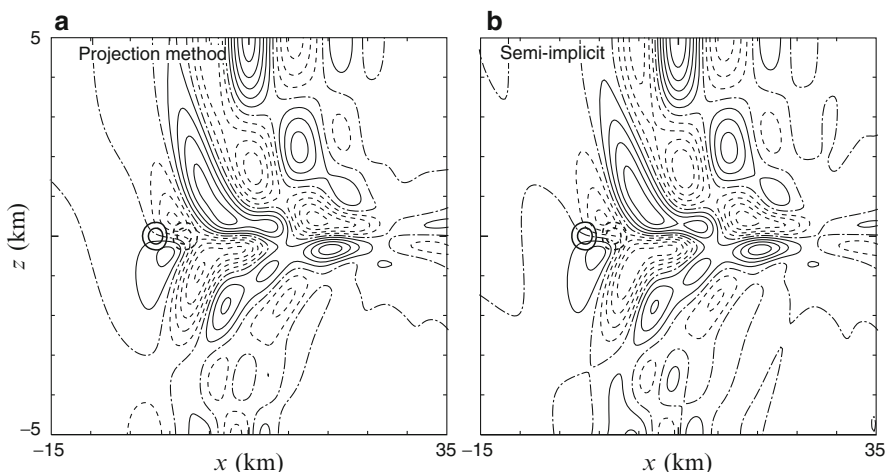 a
b
5
Projection method
Semi-implicit
z (km)
−5
−15
x (km)
35
−15
x (km)
35